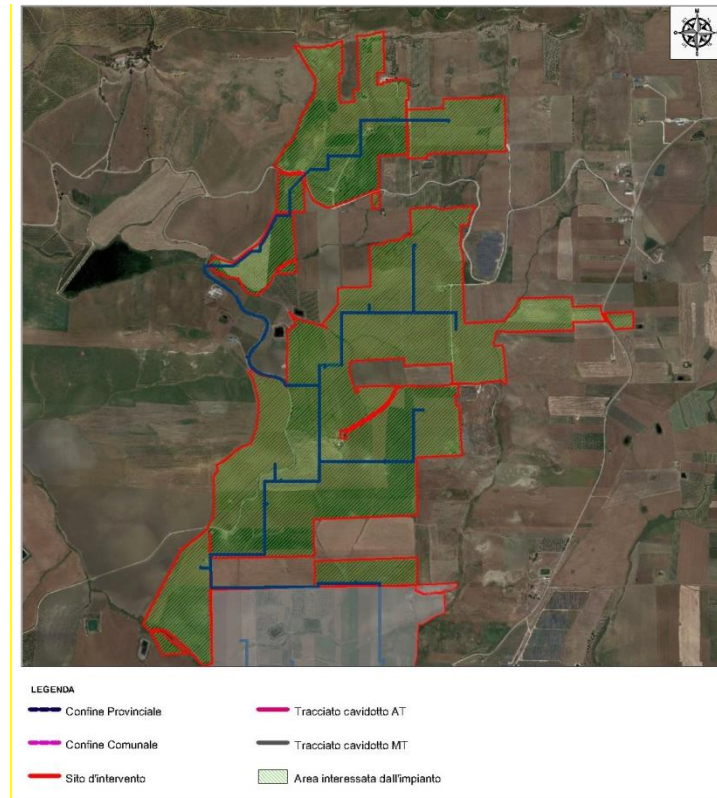 LEGENDA
Confine Provinciale
Tracciato cavidotto AT
Confine Comunale
Tracciato cavidotto MT
Sito d'intervento
Area interessata dall'impianto